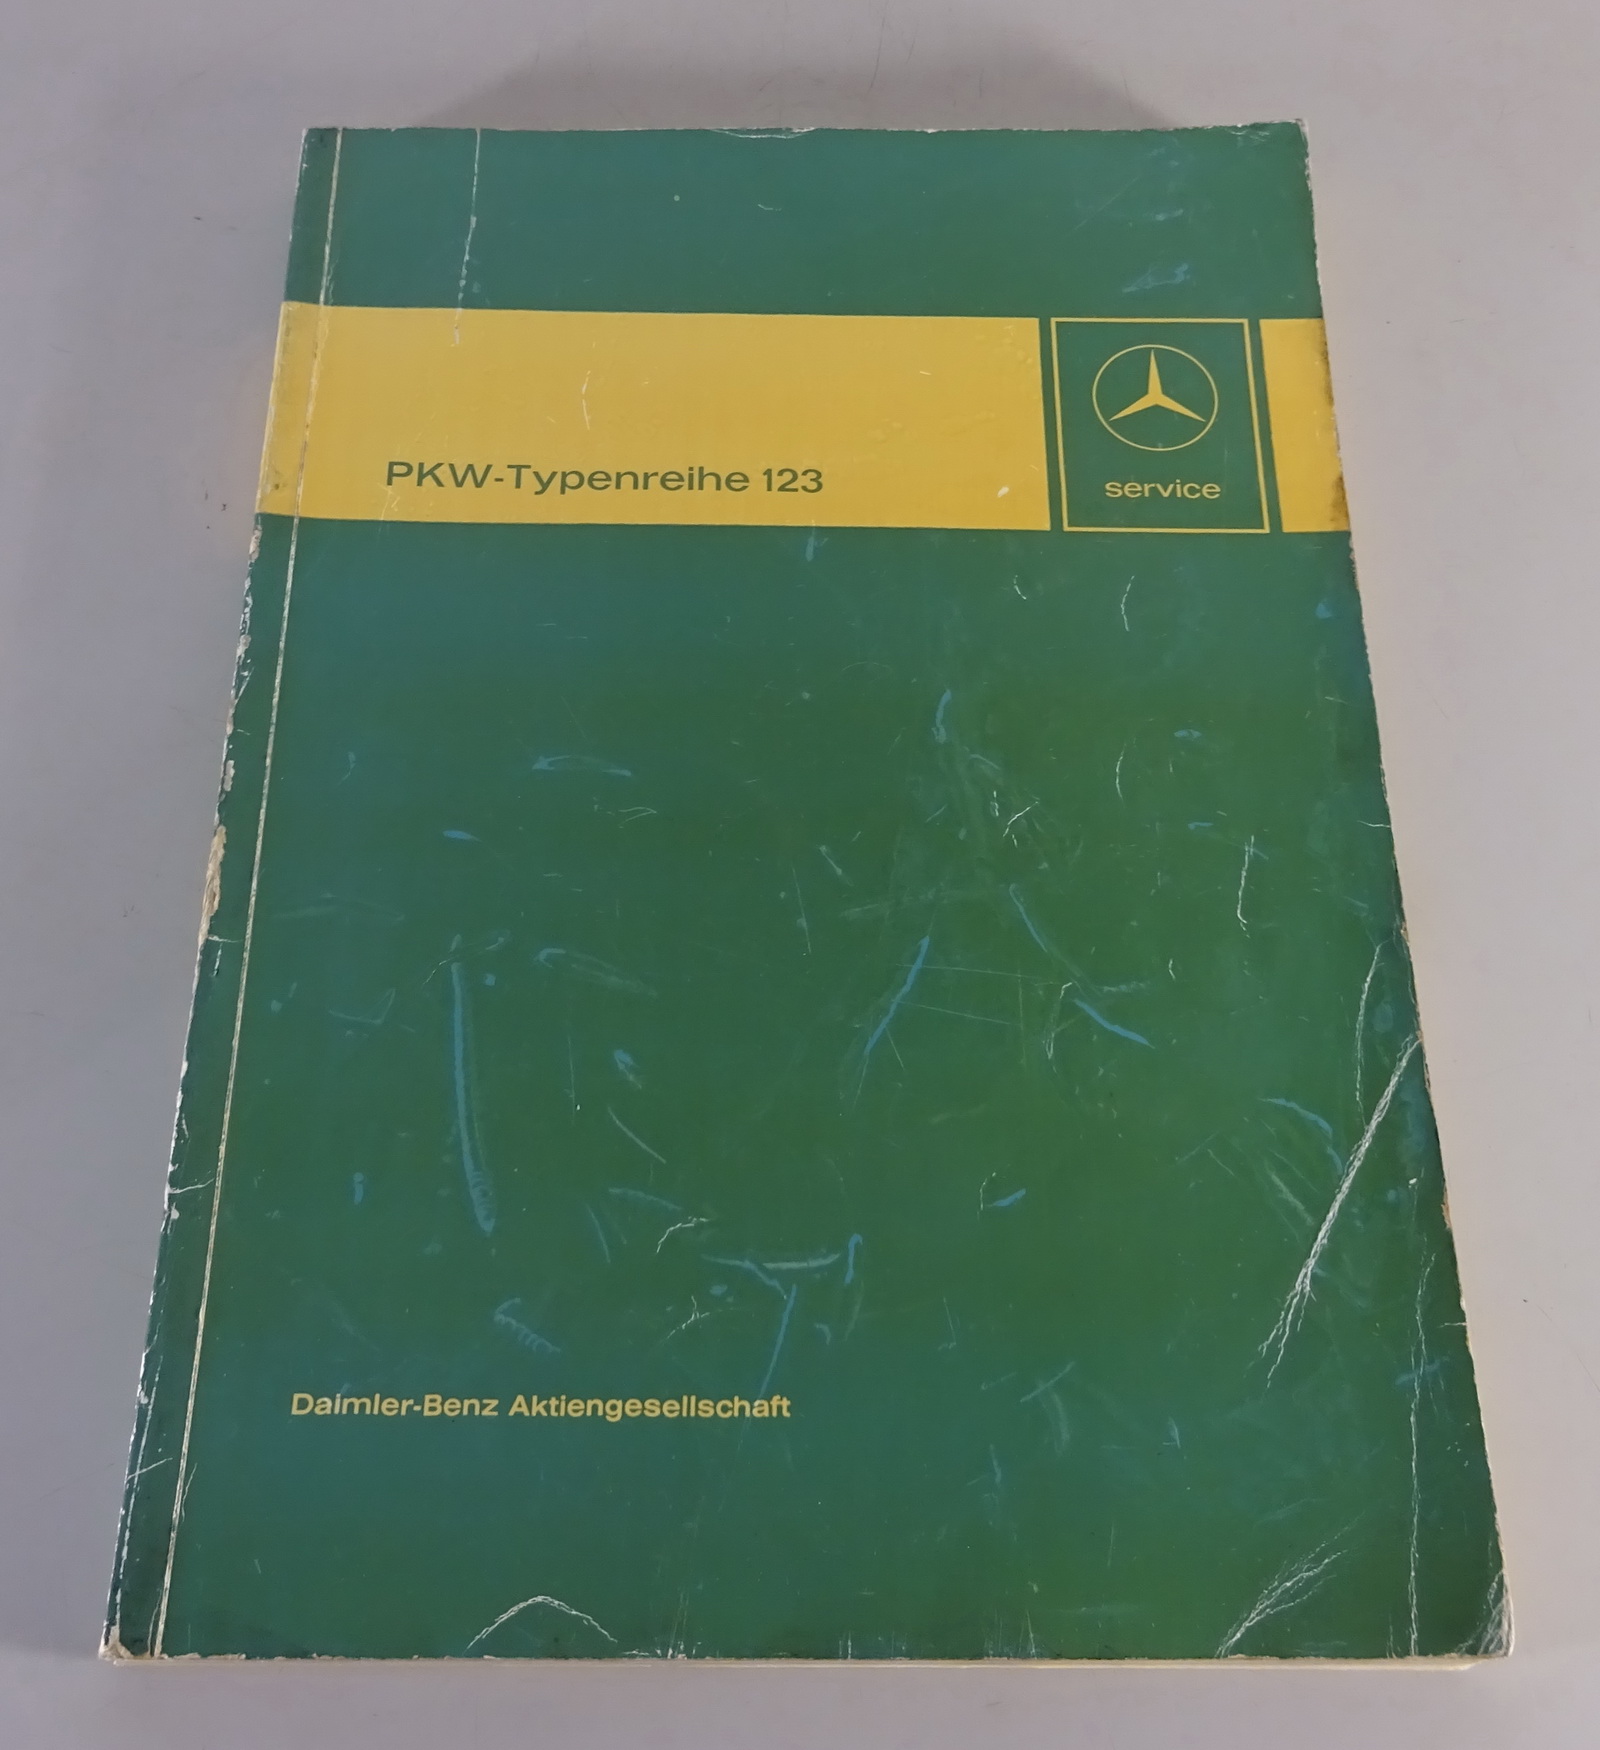 PKW-Typenreihe 123
service
Daimler-Benz Aktiengesellschaft